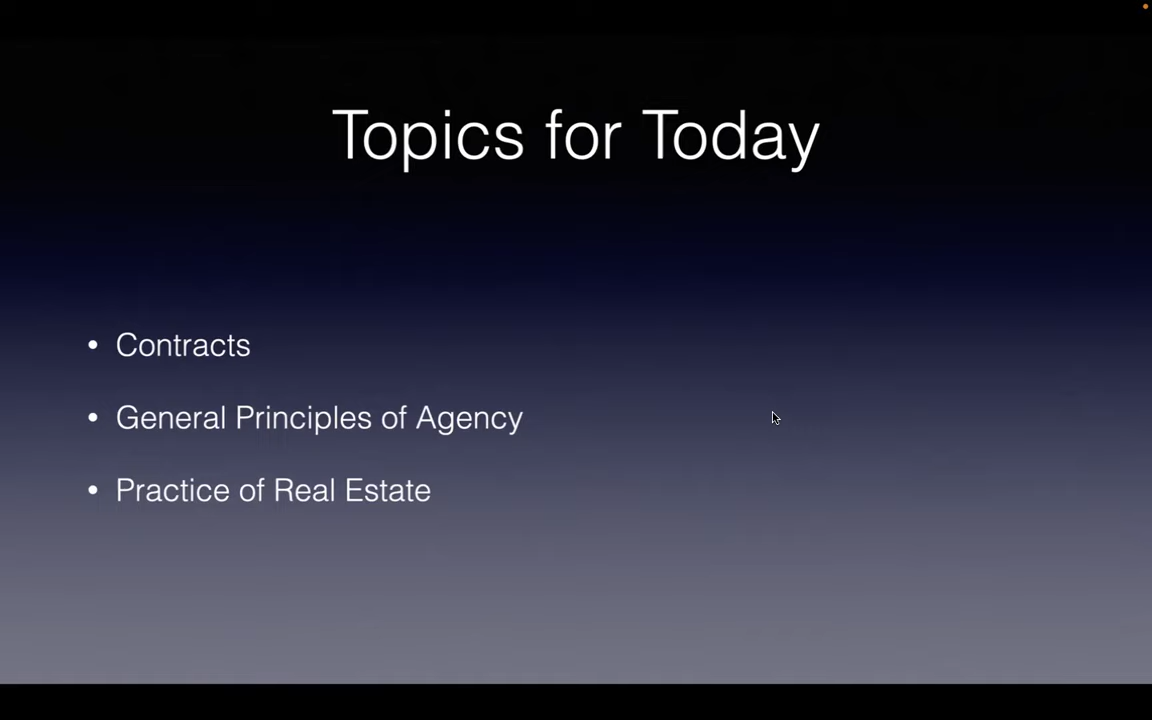 Topics for Today
• Contracts
• General Principles of Agency
• Practice of Real Estate